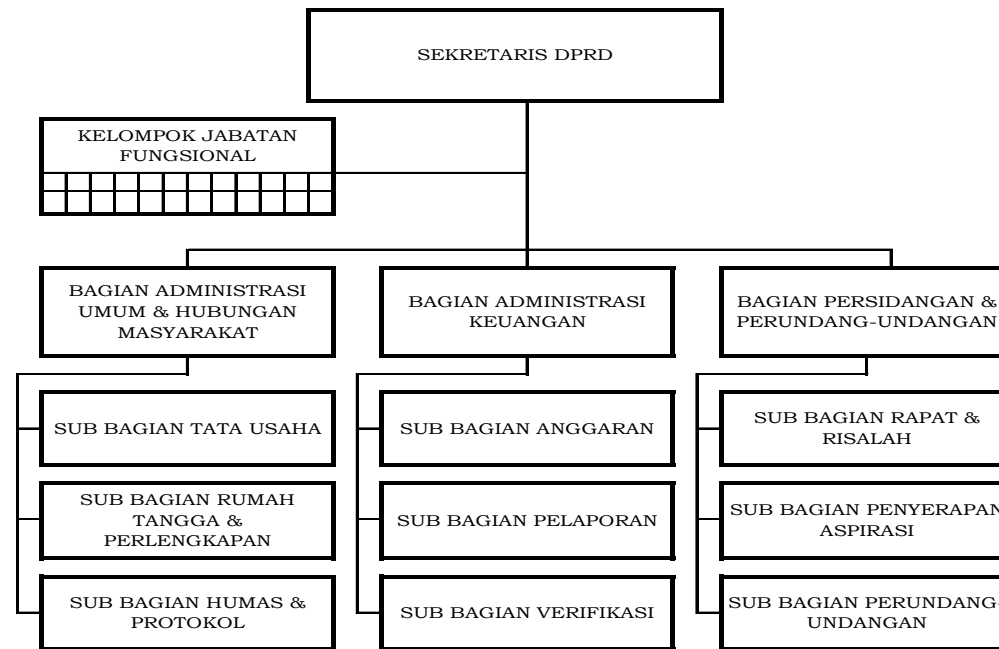 SEKRETARIS DPRD
KELOMPOK JABATAN
FUNGSIONAL
BAGIAN ADMINISTRASI
UMUM & HUBUNGAN
MASYARAKAT
BAGIAN ADMINISTRASI
KEUANGAN
BAGIAN PERSIDANGAN &
PERUNDANG-UNDANGAN
SUB BAGIAN TATA USAHA
SUB BAGIAN ANGGARAN
SUB BAGIAN RAPAT &
RISALAH
SUB BAGIAN RUMAH
TANGGA &
PERLENGKAPAN
SUB BAGIAN PELAPORAN
SUB BAGIAN PENYERAPAN
ASPIRASI
SUB BAGIAN HUMAS &
PROTOKOL
SUB BAGIAN VERIFIKASI
SUB BAGIAN PERUNDANG-
UNDANGAN